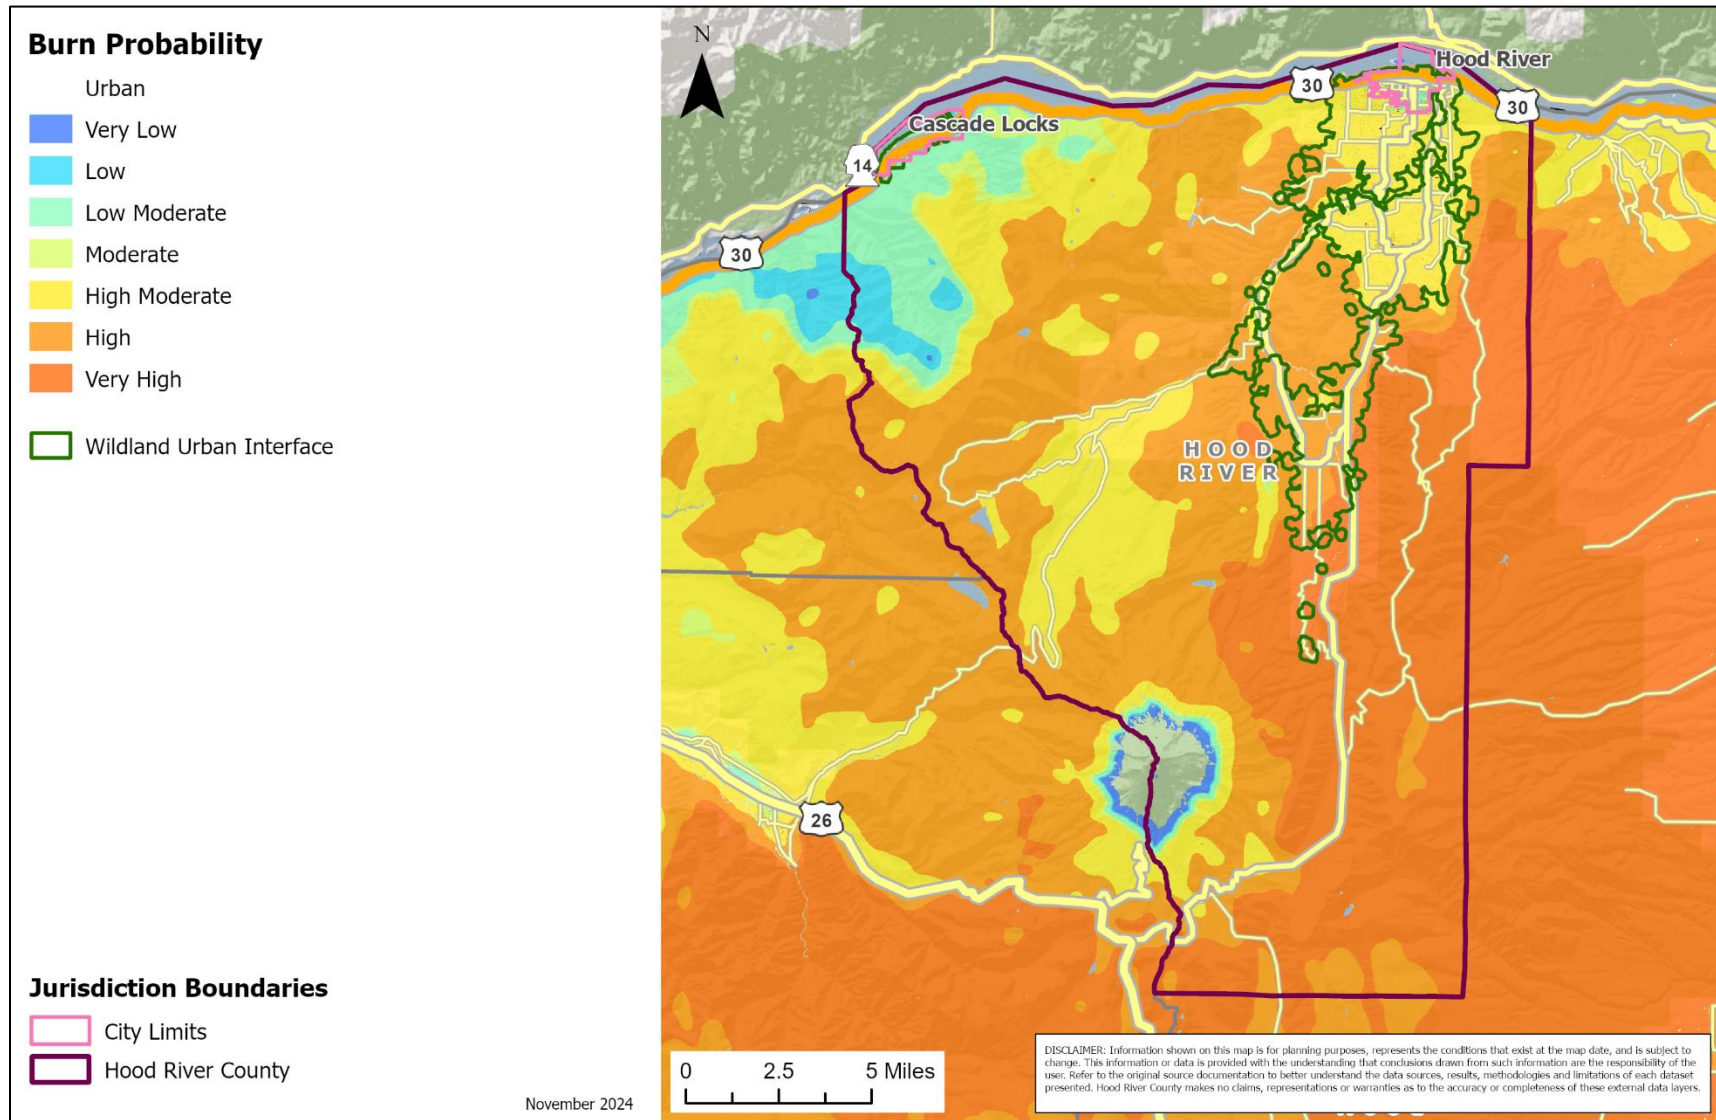 Burn Probability
Urban
Very Low
Low
Low Moderate
Moderate
High Moderate
High
Very High
Wildland Urban Interface
Jurisdiction Boundaries
City Limits
Hood River County
November 2024
N
Hood River
30
30
Cascade Locks
14
30
HOOD
RIVER
26
0 2.5 5 Miles
DISCLAIMER: Information shown on this map is for planning purposes, represents the conditions that exist at the map date, and is subject to
change. This information or data is provided with the understanding that conclusions drawn from such information are the responsibility of the
user. Refer to the original source documentation to better understand the data sources, results, methodologies and limitations of each dataset
presented. Hood River County makes no claims, representations or warranties as to the accuracy or completeness of these external data layers.